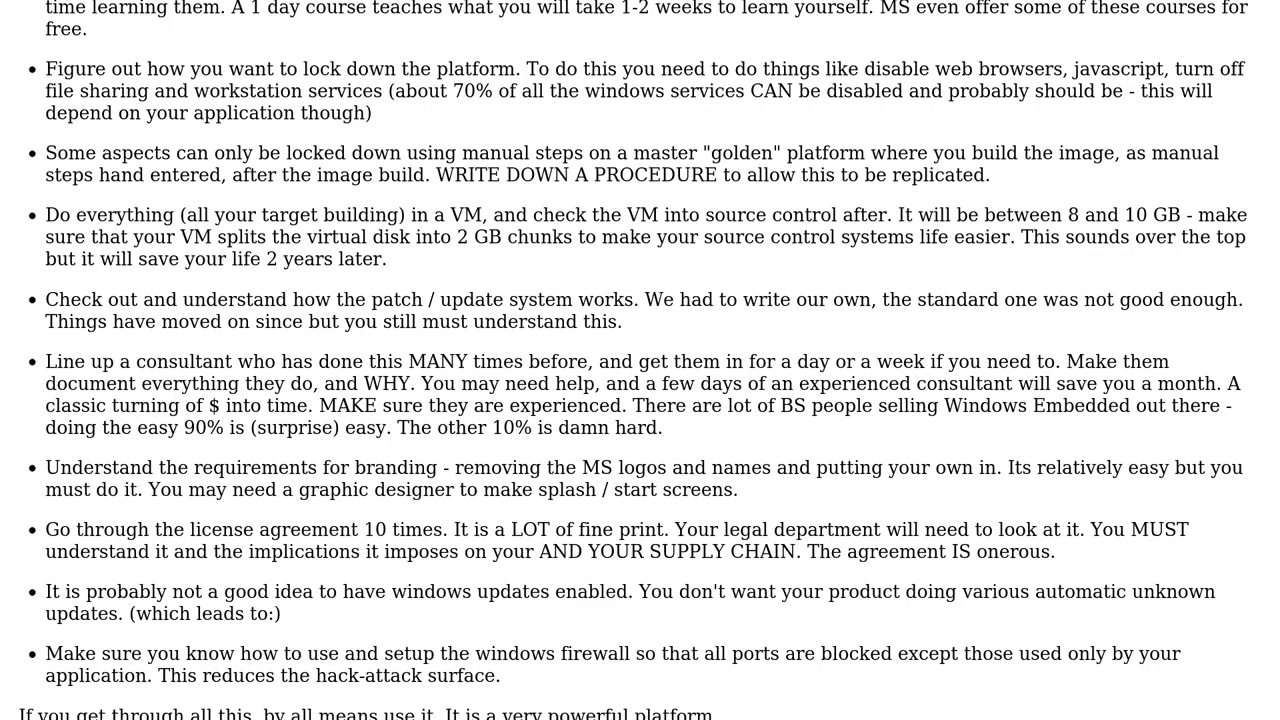 time learning them. A 1 day course teaches what you will take 1-2 weeks to learn yourself. MS even offer some of these courses for
free.
• Figure out how you want to lock down the platform. To do this you need to do things like disable web browsers, javascript, turn off
file sharing and workstation services (about 70% of all the windows services CAN be disabled and probably should be - this will
depend on your application though)
• Some aspects can only be locked down using manual steps on a master "golden" platform where you build the image, as manual
steps hand entered, after the image build. WRITE DOWN A PROCEDURE to allow this to be replicated.
• Do everything (all your target building) in a VM, and check the VM into source control after. It will be between 8 and 10 GB - make
sure that your VM splits the virtual disk into 2 GB chunks to make your source control systems life easier. This sounds over the top
but it will save your life 2 years later.
• Check out and understand how the patch / update system works. We had to write our own, the standard one was not good enough.
Things have moved on since but you still must understand this.
• Line up a consultant who has done this MANY times before, and get them in for a day or a week if you need to. Make them
document everything they do, and WHY. You may need help, and a few days of an experienced consultant will save you a month. A
classic turning of $ into time. MAKE sure they are experienced. There are lot of BS people selling Windows Embedded out there -
doing the easy 90% is (surprise) easy. The other 10% is damn hard.
• Understand the requirements for branding - removing the MS logos and names and putting your own in. Its relatively easy but you
must do it. You may need a graphic designer to make splash / start screens.
• Go through the license agreement 10 times. It is a LOT of fine print. Your legal department will need to look at it. You MUST
understand it and the implications it imposes on your AND YOUR SUPPLY CHAIN. The agreement IS onerous.
• It is probably not a good idea to have windows updates enabled. You don't want your product doing various automatic unknown
updates. (which leads to:)
• Make sure you know how to use and setup the windows firewall so that all ports are blocked except those used only by your
application. This reduces the hack-attack surface.
If you get through all this, by all means use it. It is a very powerful platform.